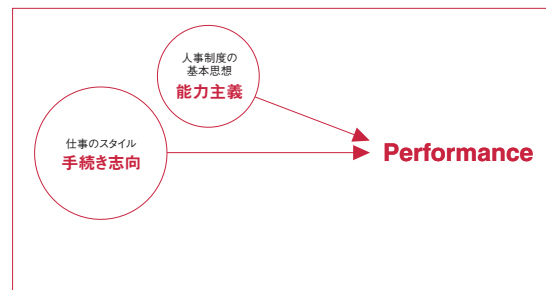 人事制度の
基本思想
能力主義
仕事のスタイル
手続き志向
Performance